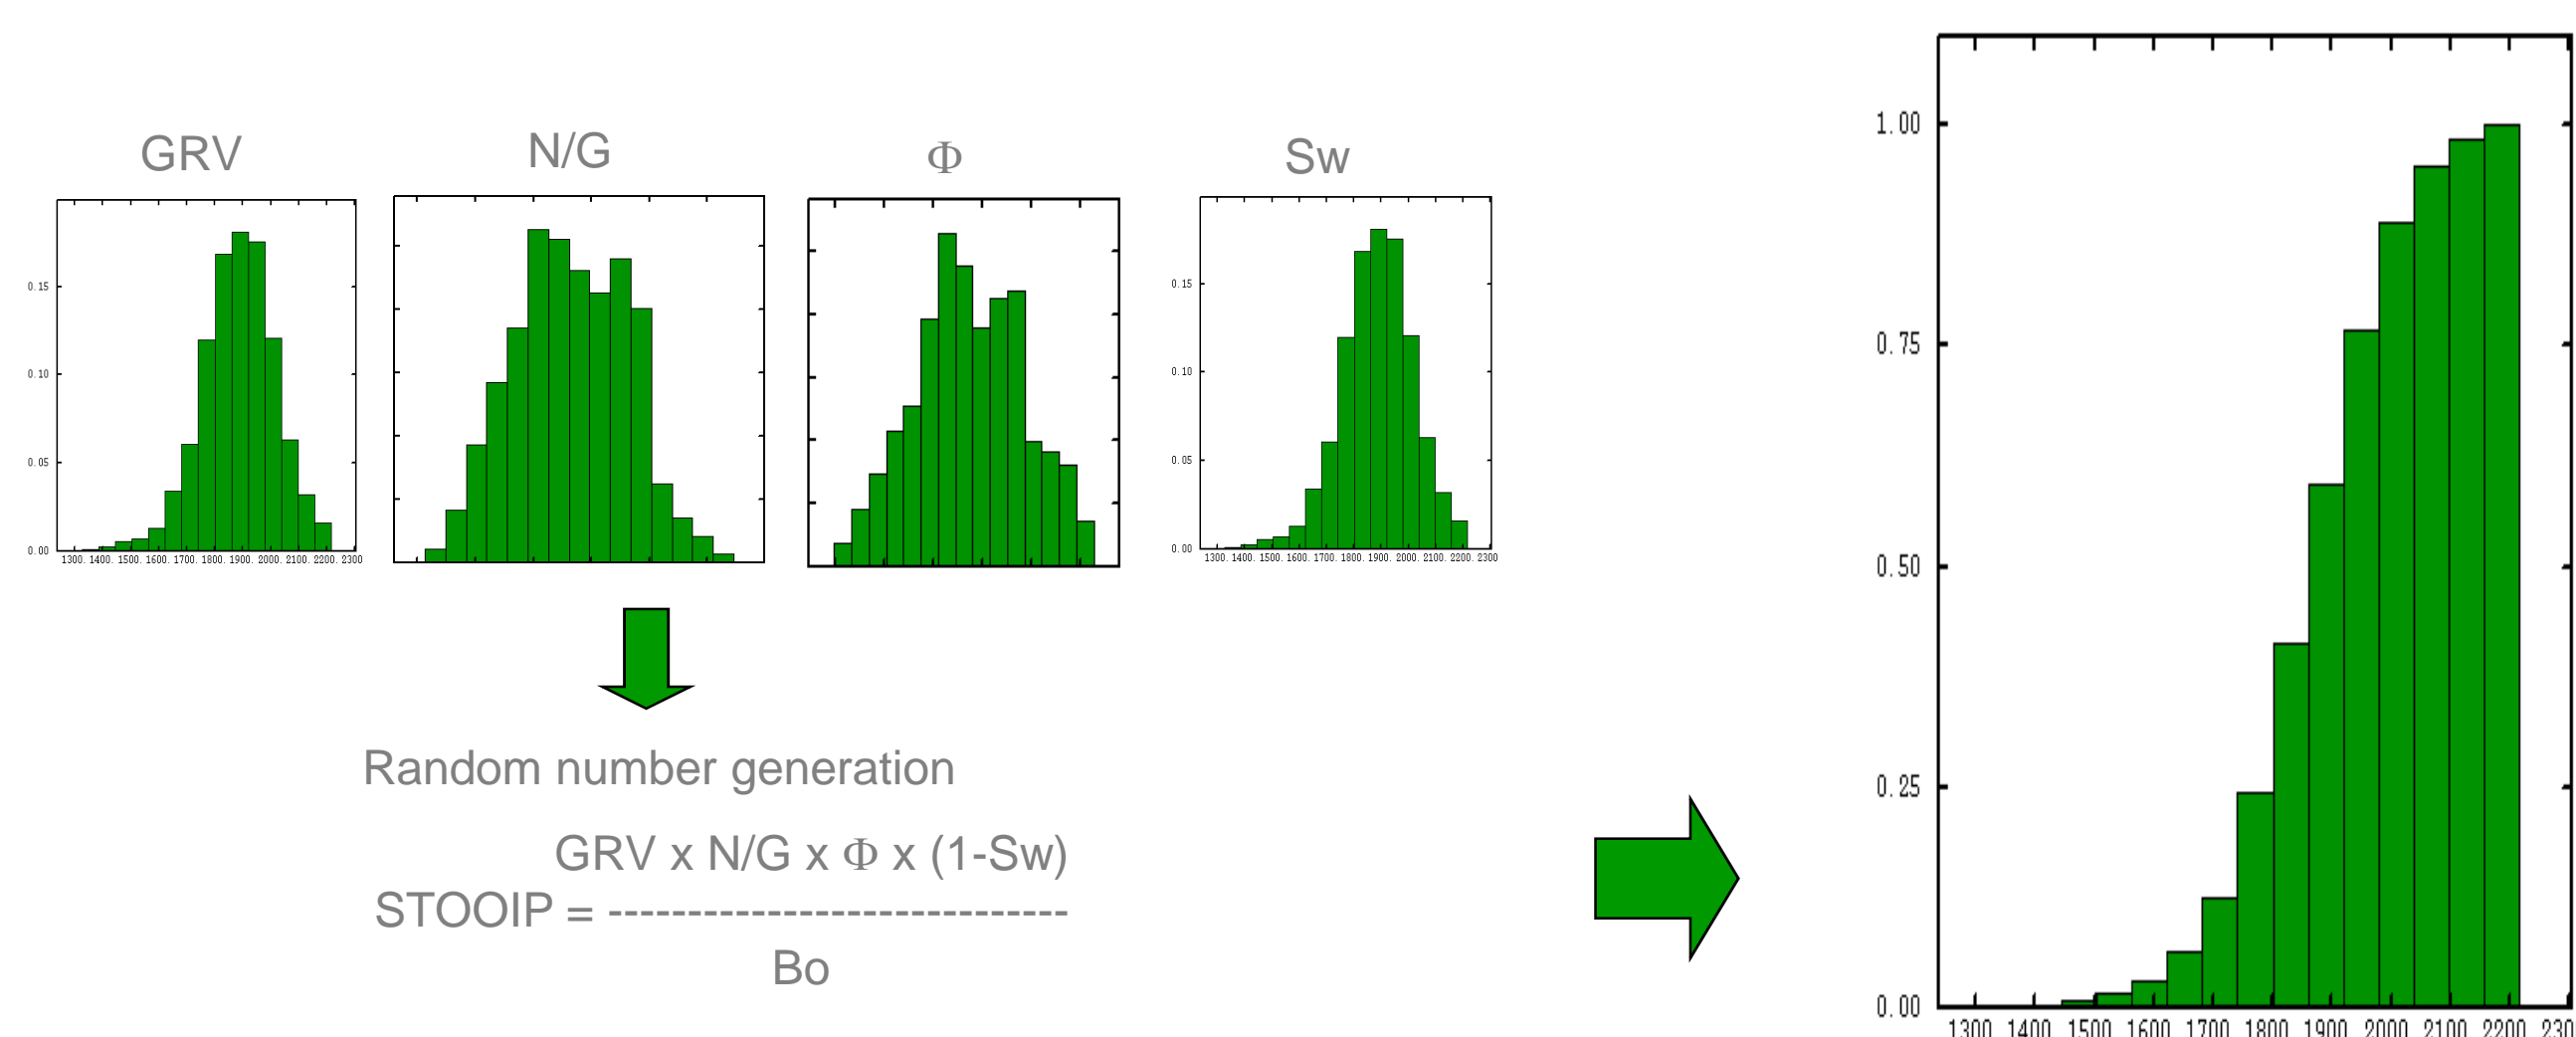 GRV
N/G
Φ
Sw
0.15
0.10
0.05
0.00
1300. 1400. 1500. 1600. 1700. 1800. 1900. 2000. 2100. 2200. 2300
0.15
0.10
0.05
0.00
1300. 1400. 1500. 1600. 1700. 1800. 1900. 2000. 2100. 2200. 2300
Random number generation
GRV x N/G x Φ x (1-Sw)
STOOIP = -----------------------------
Bo
1.00
0.75
0.50
0.25
0.00
1300 1400 1500 1600 1700 1800 1900 2000 2100 2200 230